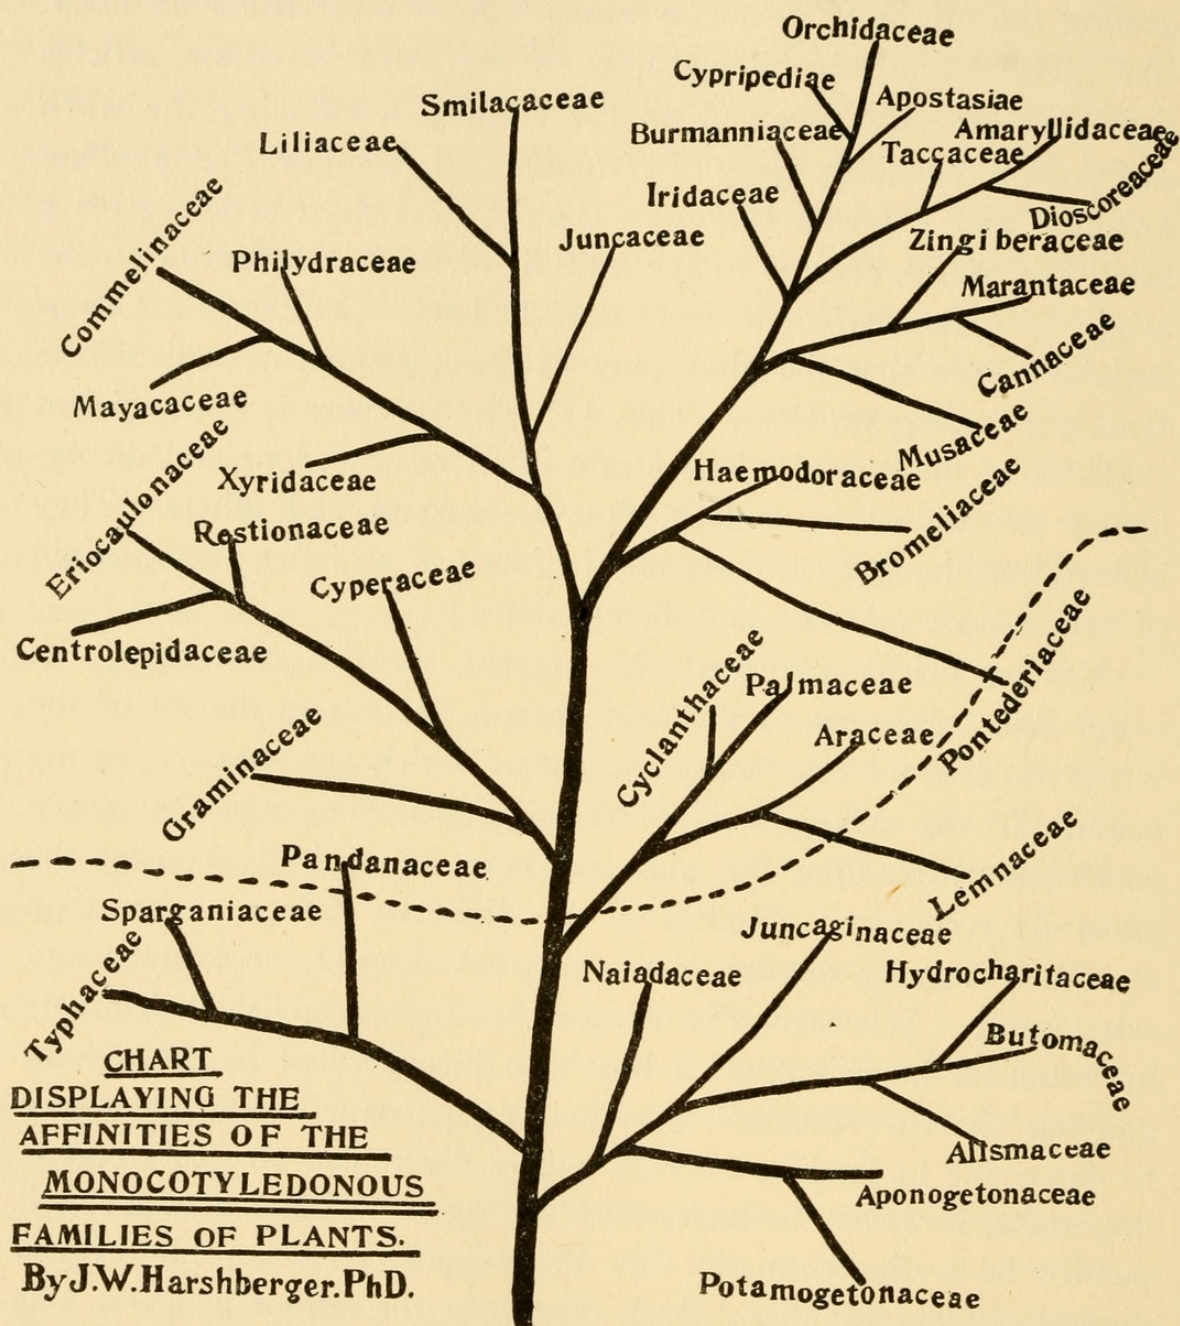 Orchidaceae
Cypripediae
Apostasiae
Smilacaceae
Burmanniaceae
Amaryllidaceae
Liliaceae
Taccaceae
Dioscoreaceae
Iridaceae
Commelinaceae
Juncaceae
Zingiberaceae
Philydraceae
Marantaceae
Cannaceae
Mayacaceae
Musaceae
Xyridaceae
Haemodoraceae
Eriocaulonaceae
Restionaceae
Bromeliaceae
Cyperaceae
Centrolepidaceae
Pontederiaceae
Cyclanthaceae
Palmaceae
Araceae
Graminaceae
Pandanaceae
Lemnaceae
Sparganiaceae
Juncaginaceae
Typhaceae
Naiadaceae
Hydrocharitaceae
Butomaceae
Alismaceae
Aponogetonaceae
Potamogetonaceae
CHART
DISPLAYING THE
AFFINITIES OF THE
MONOCOTYLEDONOUS
FAMILIES OF PLANTS.
By J.W.Harshberger.PhD.